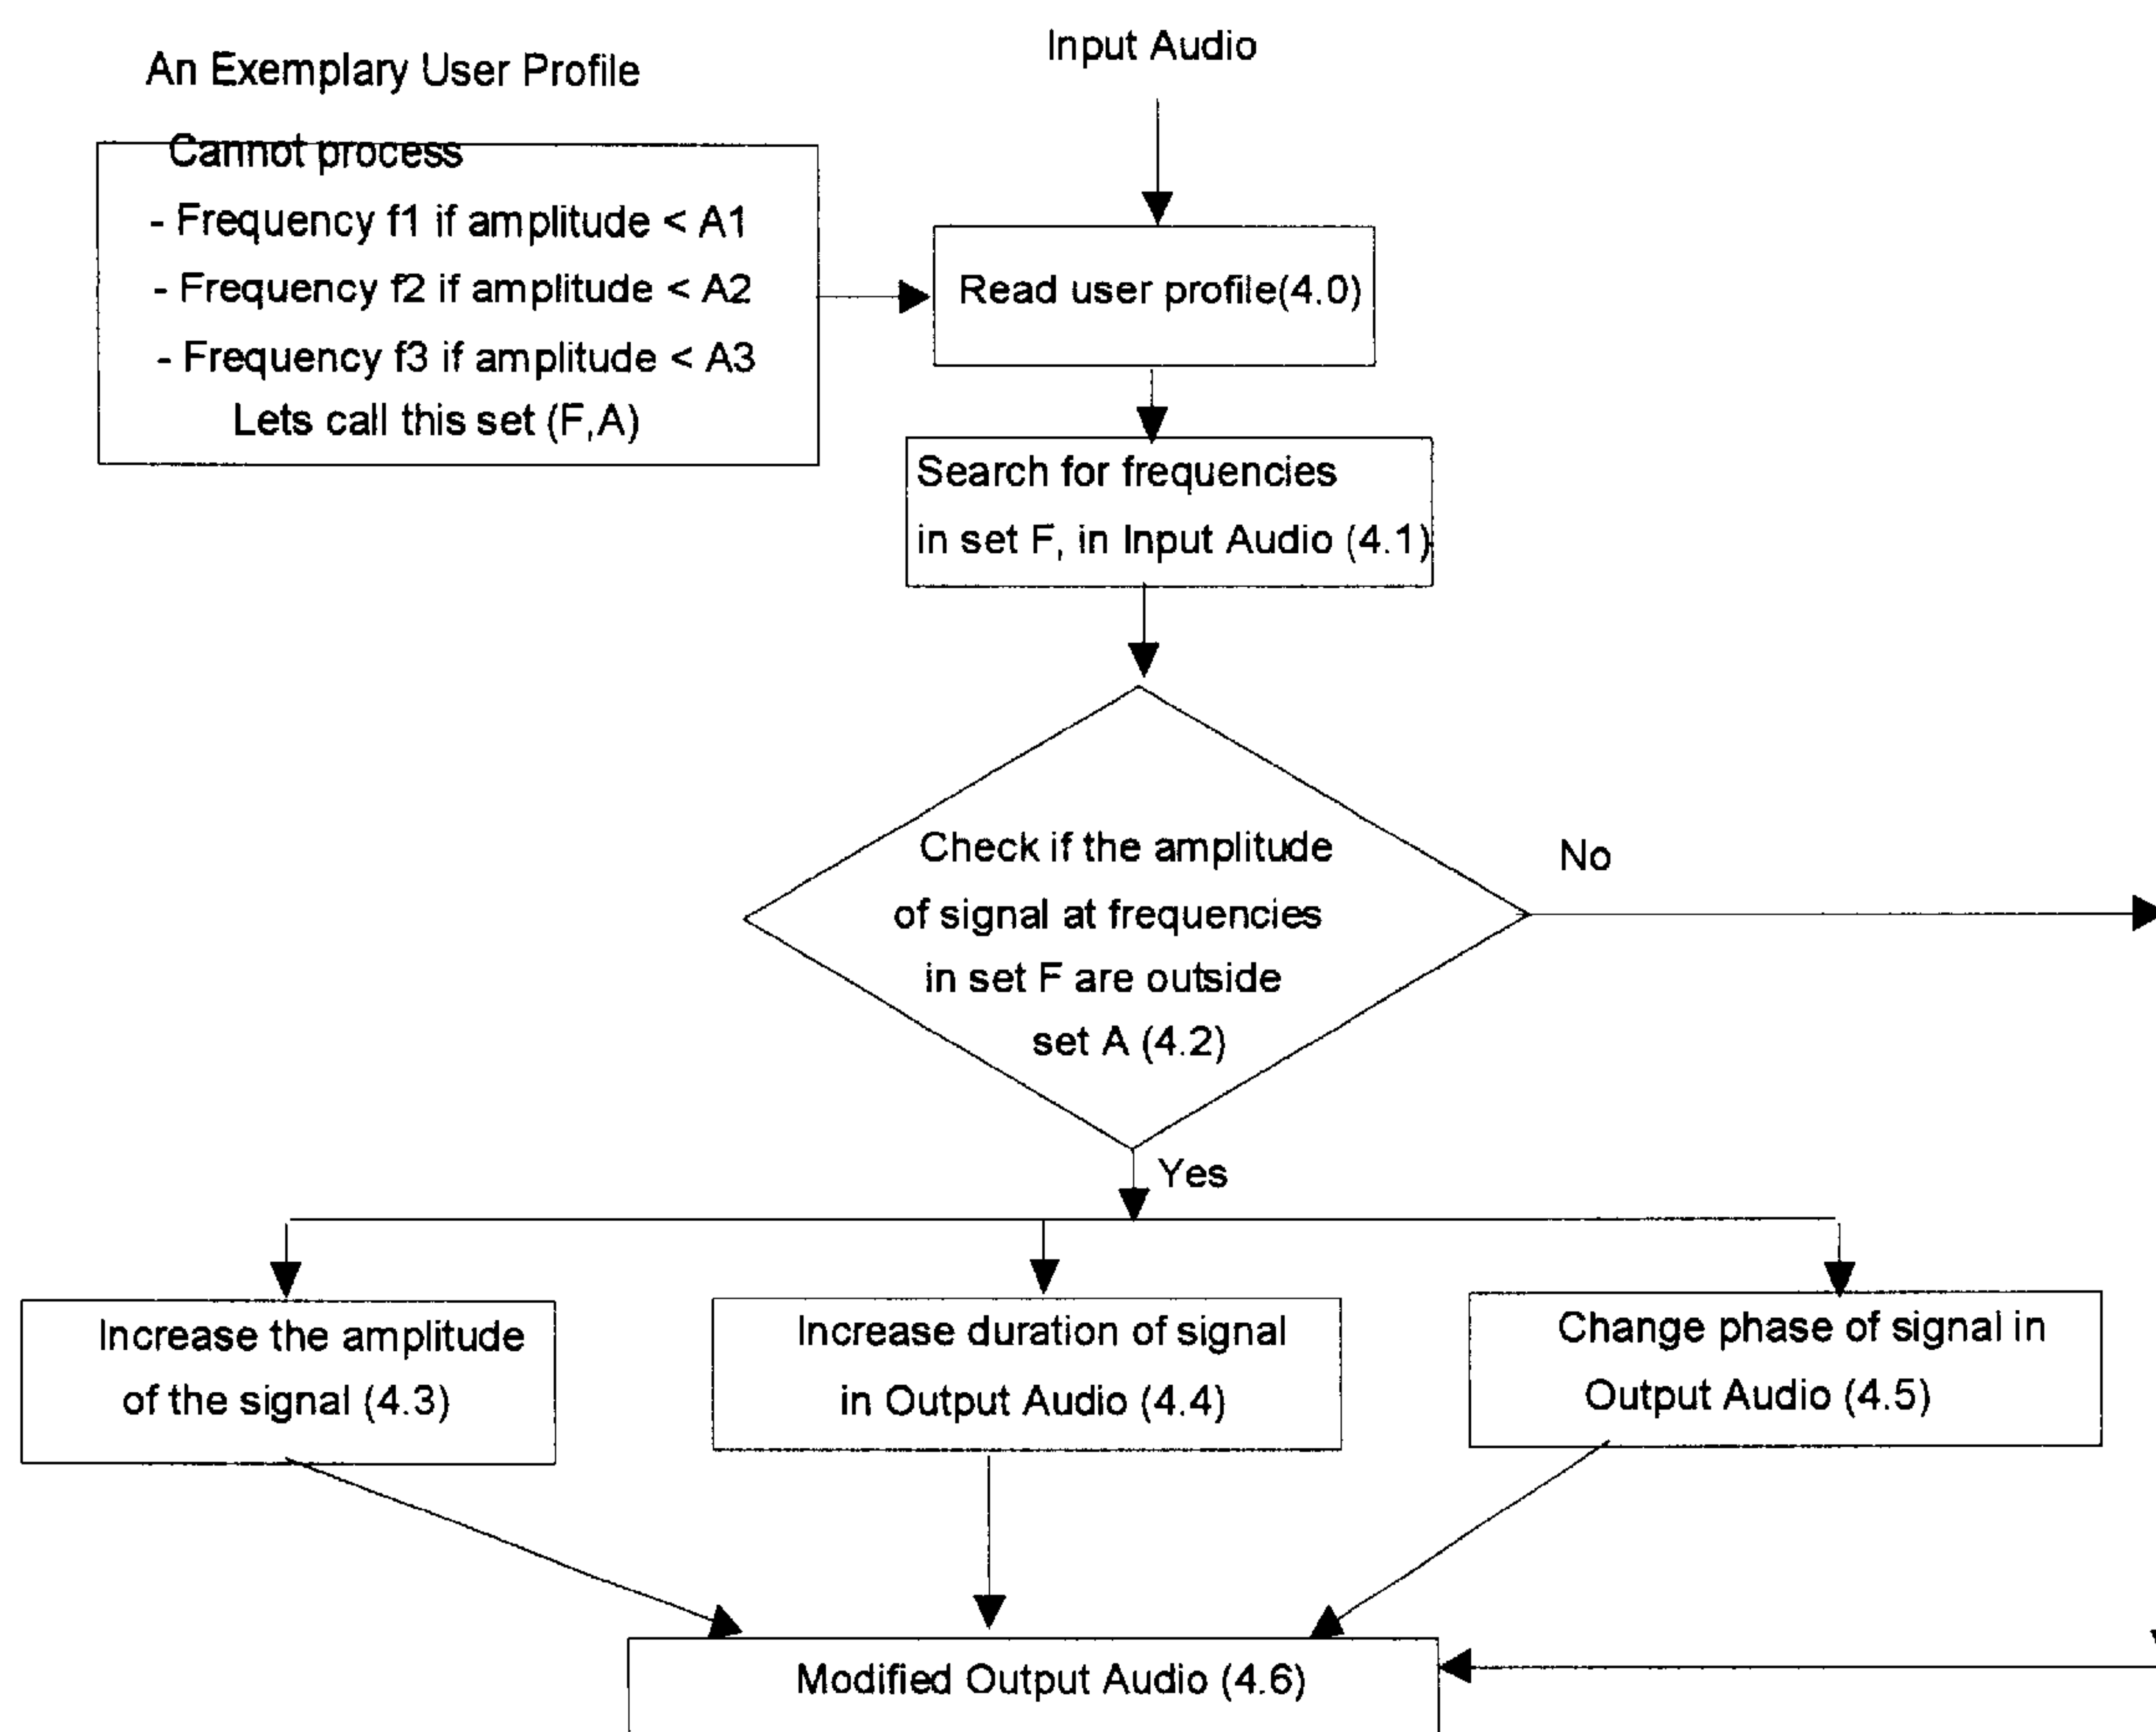 An Exemplary User Profile
Input Audio
Cannot process
- Frequency f1 if amplitude < A1
- Frequency f2 if amplitude < A2
- Frequency f3 if amplitude < A3
Lets call this set (F,A)
Read user profile(4.0)
Search for frequencies
in set F, in Input Audio (4.1)
Check if the amplitude
of signal at frequencies
in set F are outside
set A (4.2)
No
Yes
Increase the amplitude
of the signal (4.3)
Increase duration of signal
in Output Audio (4.4)
Change phase of signal in
Output Audio (4.5)
Modified Output Audio (4.6)